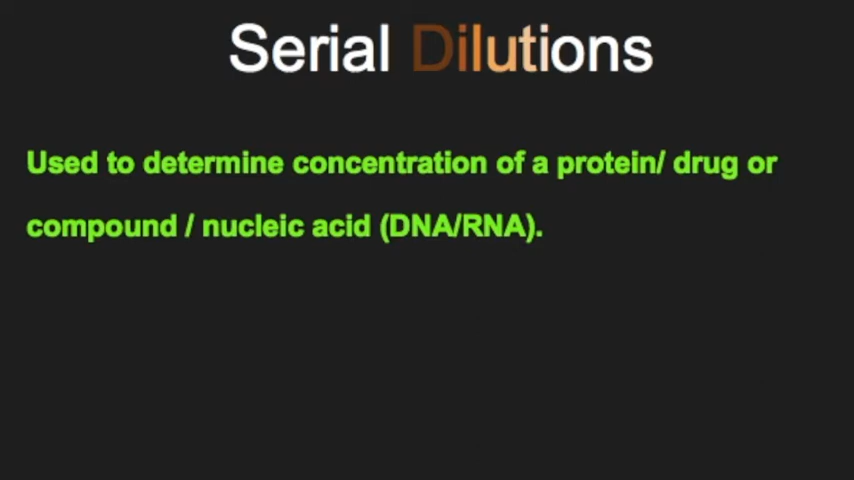 Serial Dilutions
Used to determine concentration of a protein/ drug or
compound / nucleic acid (DNA/RNA).